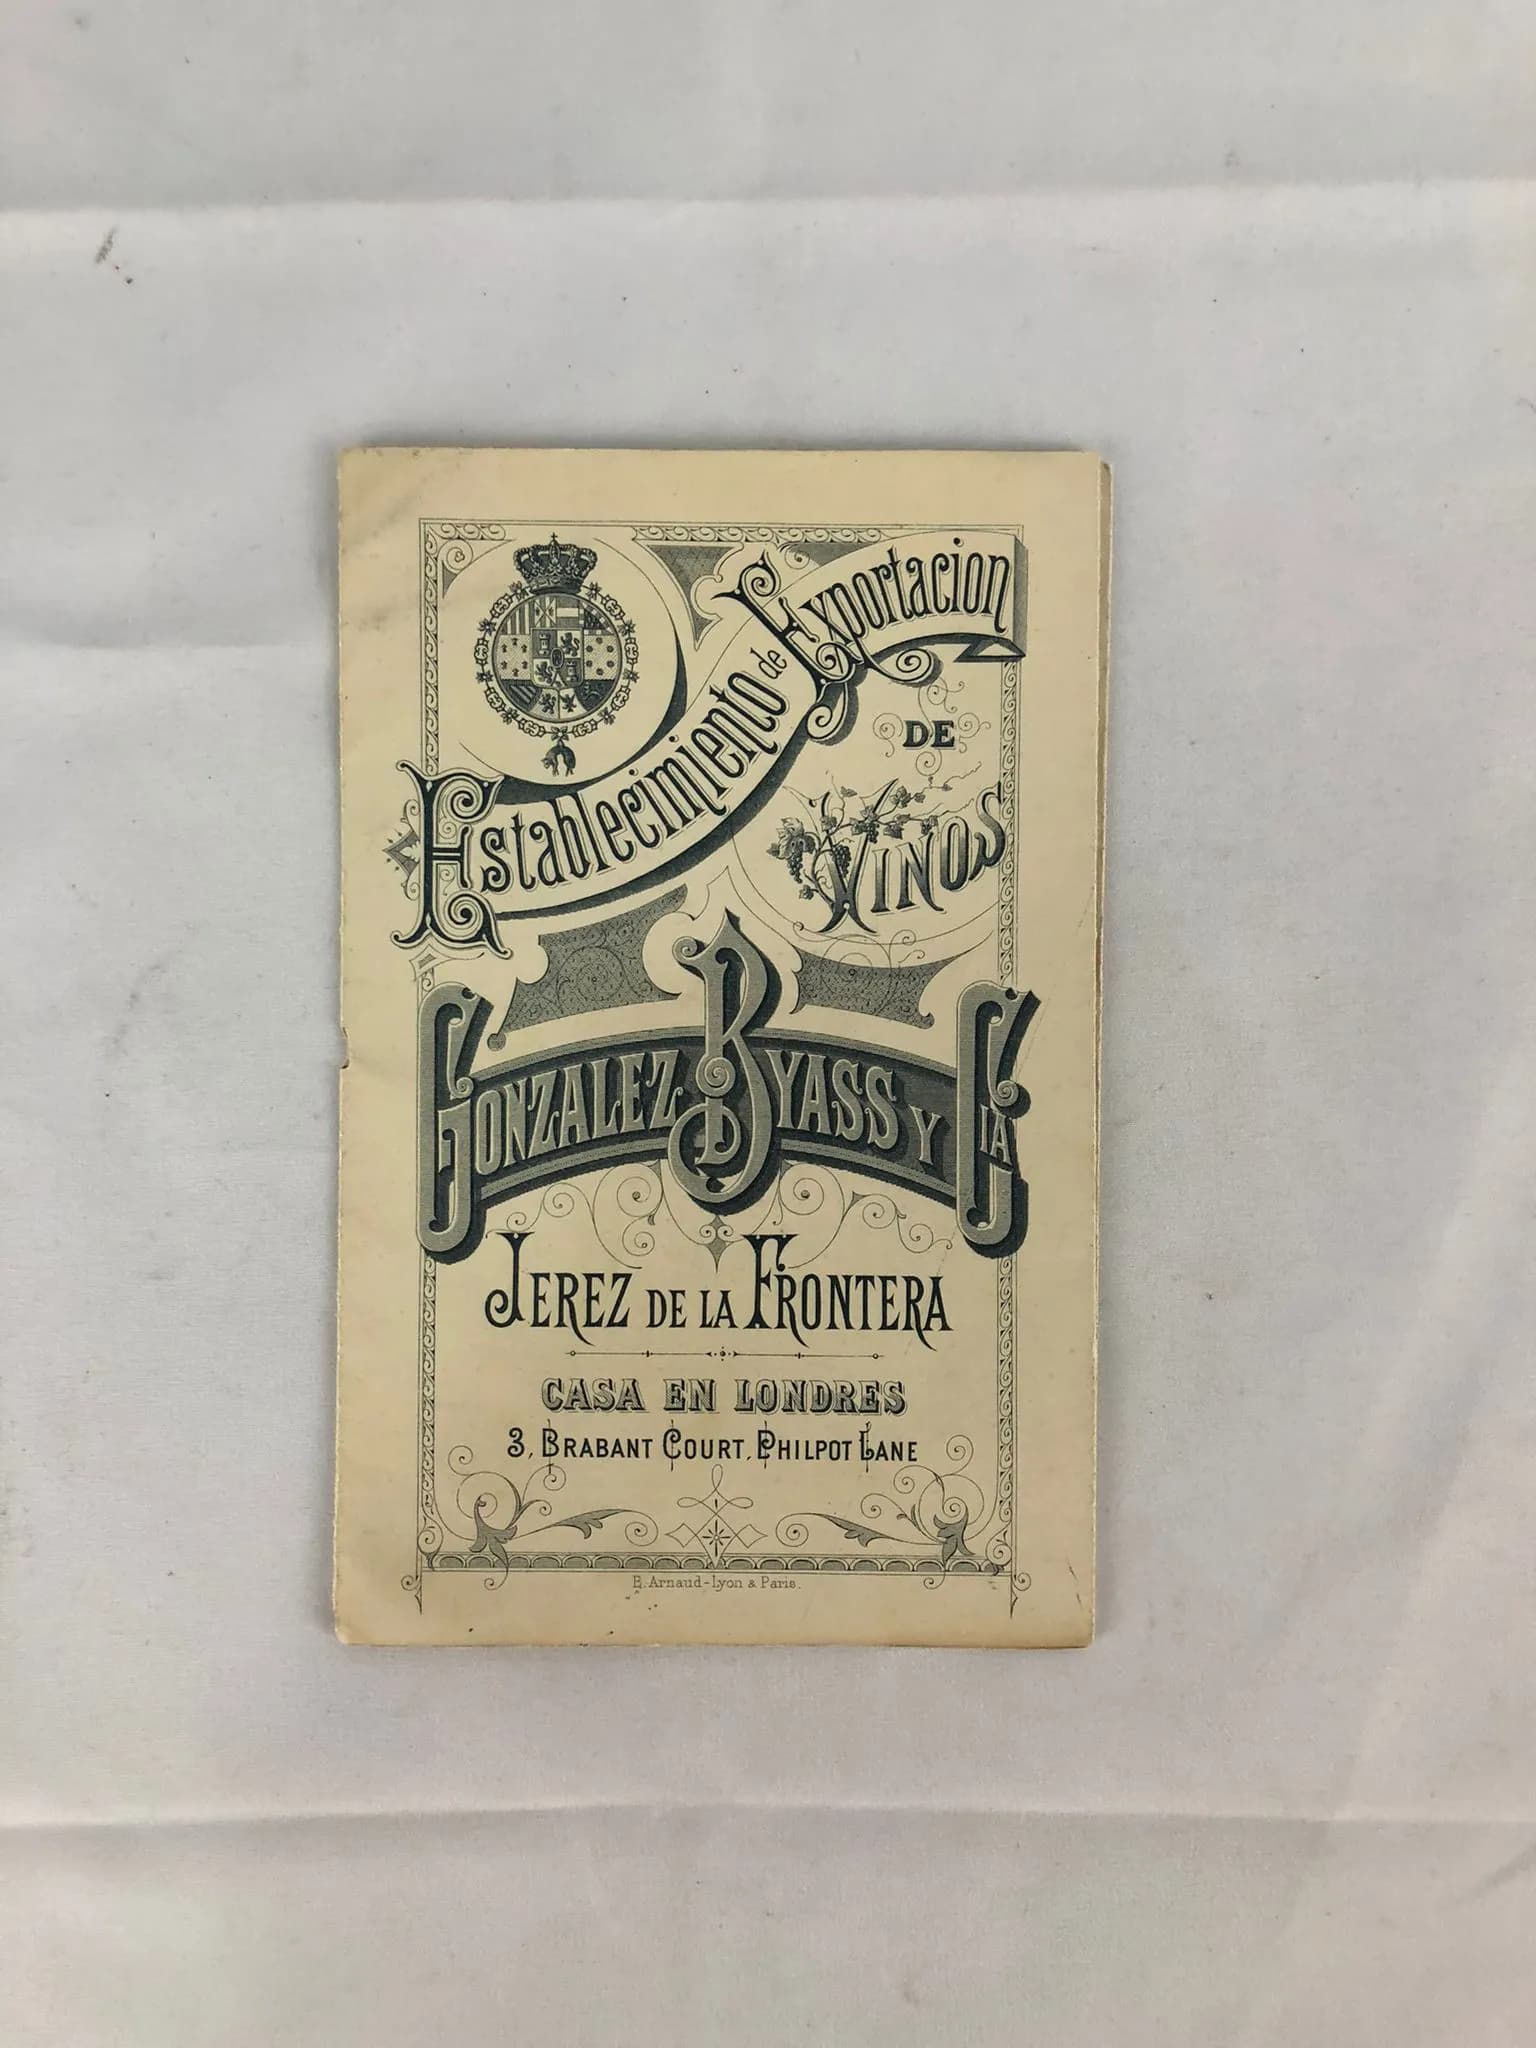 Establecimiento de Exportacion
DE
VINOS
GONZALEZ BYASS Y CIA
JEREZ DE LA FRONTERA
CASA EN LONDRES
3, BRABANT COURT, PHILPOT LANE
B. Arnaud-Lyon & Paris.